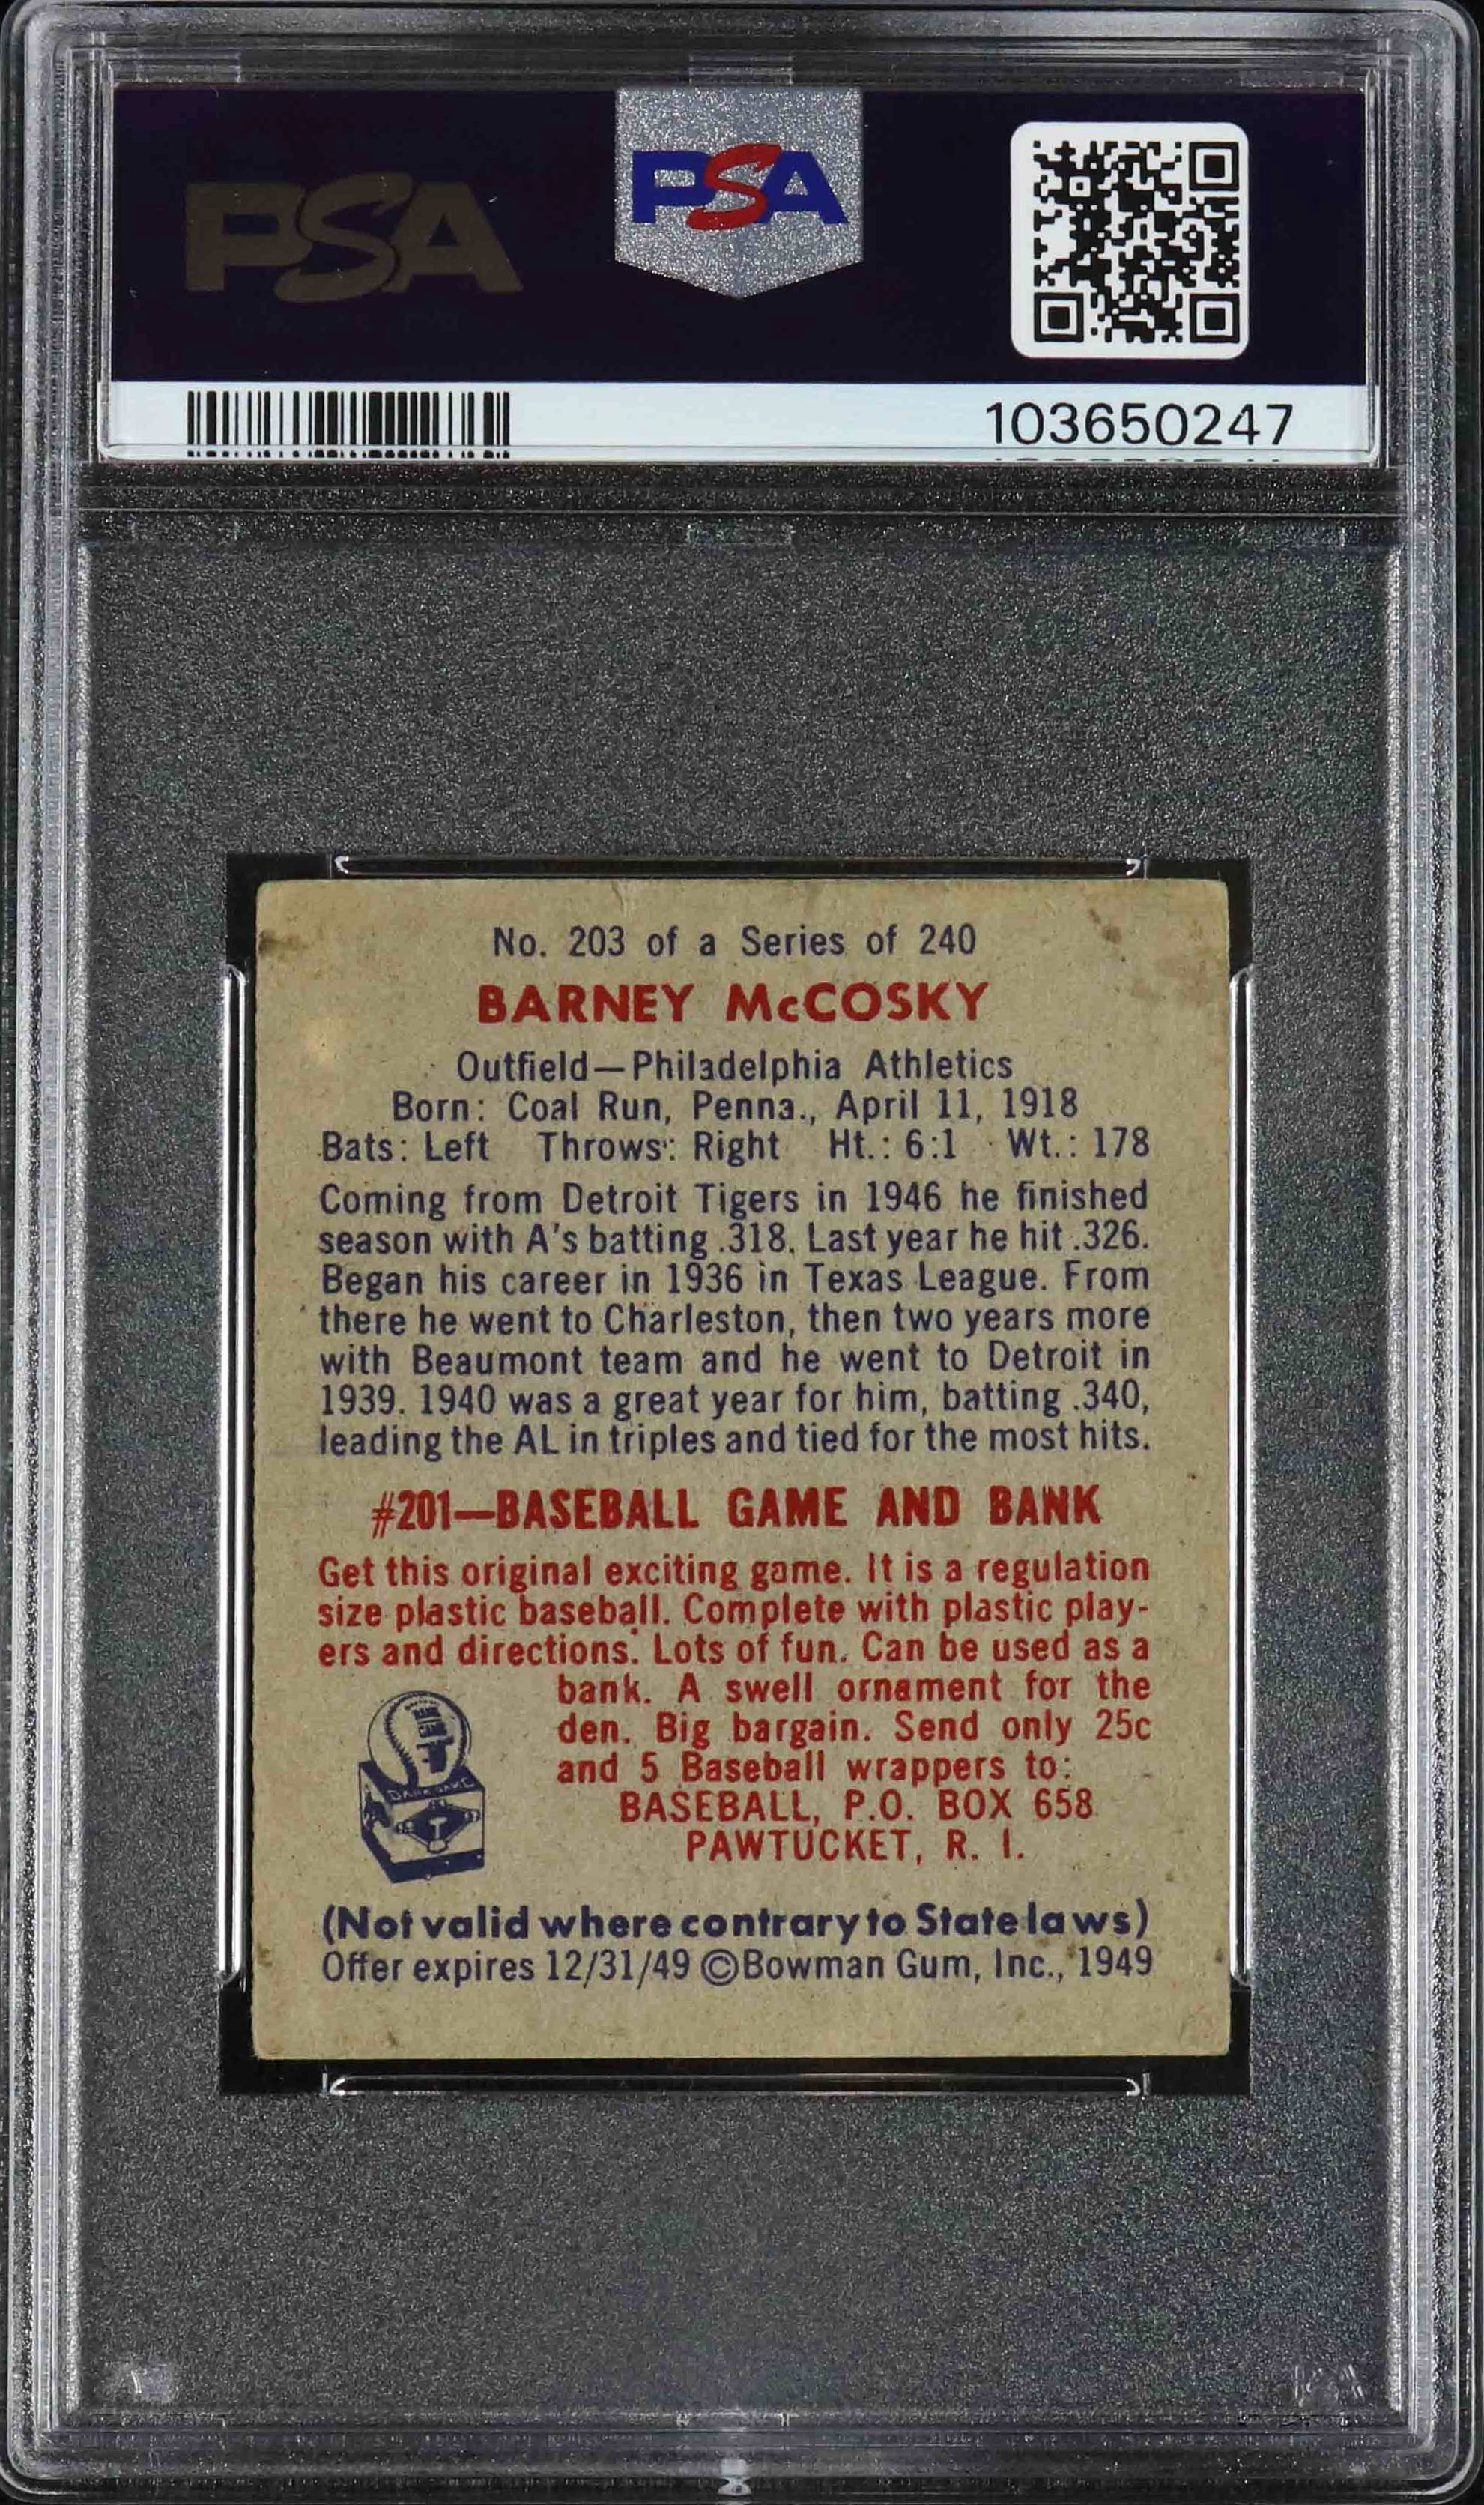 PSA
PSA
103650247
No. 203 of a Series of 240
BARNEY McCOSKY
Outfield—Philadelphia Athletics
Born: Coal Run, Penna., April 11, 1918
Bats: Left Throws: Right Ht.: 6:1 Wt.: 178
Coming from Detroit Tigers in 1946 he finished
season with A's batting .318. Last year he hit .326.
Began his career in 1936 in Texas League. From
there he went to Charleston, then two years more
with Beaumont team and he went to Detroit in
1939. 1940 was a great year for him, batting .340,
leading the AL in triples and tied for the most hits.
#201—BASEBALL GAME AND BANK
Get this original exciting game. It is a regulation
size plastic baseball. Complete with plastic play-
ers and directions. Lots of fun. Can be used as a
bank. A swell ornament for the
den. Big bargain. Send only 25c
and 5 Baseball wrappers to:
BASEBALL, P.O. BOX 658
PAWTUCKET, R. I.
(Not valid where contrary to State laws)
Offer expires 12/31/49 ©Bowman Gum, Inc., 1949